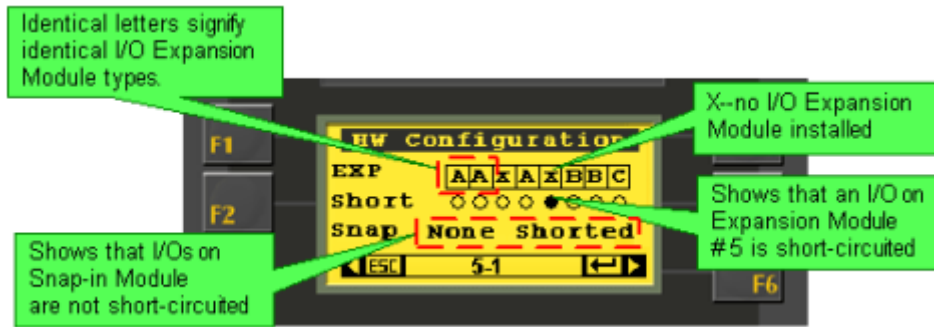 Identical letters signify
identical I/O Expansion
Module types.
X--no I/O Expansion
Module installed
F1
HW Configuration
EXP AAXAXBBC
Short
F2
Snap None Shorted
Shows that an I/O on
Expansion Module
#5 is short-circuited
Shows that I/Os on
Snap-in Module
are not short-circuited
ESC 5-1
F6